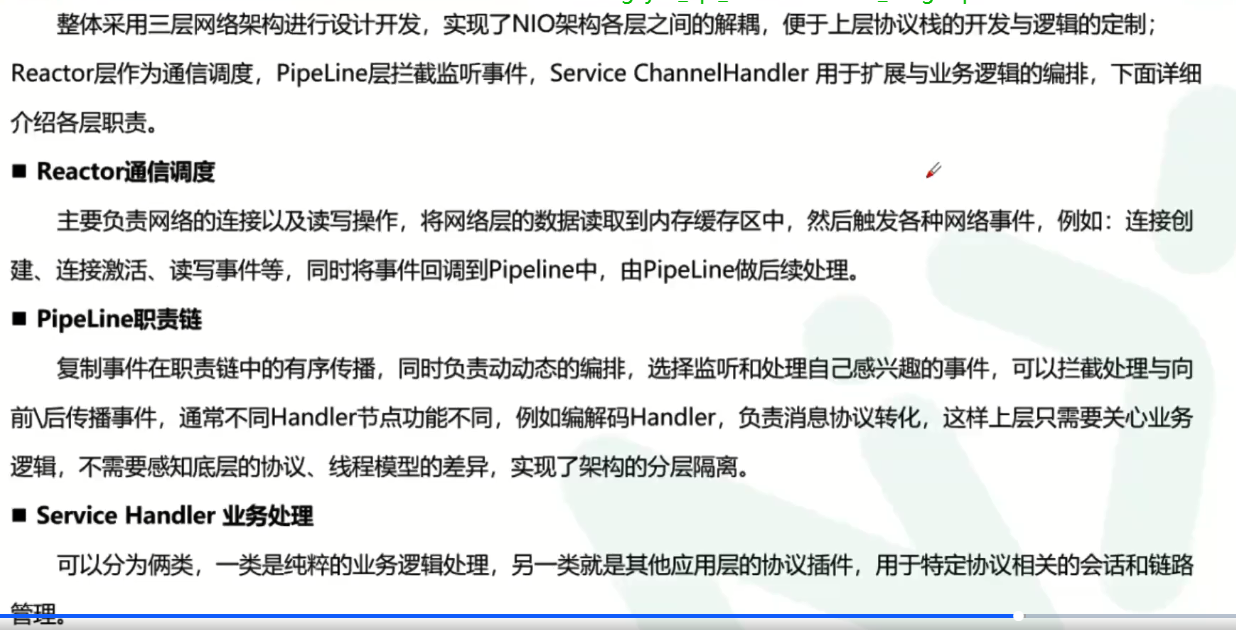 整体采用三层网络架构进行设计开发，实现了NIO架构各层之间的解耦，便于上层协议栈的开发与逻辑的定制；
Reactor层作为通信调度，PipeLine层拦截监听事件，Service ChannelHandler 用于扩展与业务逻辑的编排，下面详细
介绍各层职责。
■ Reactor通信调度
主要负责网络的连接以及读写操作，将网络层的数据读取到内存缓存区中，然后触发各种网络事件，例如：连接创
建、连接激活、读写事件等，同时将事件回调到Pipeline中，由PipeLine做后续处理。
■ PipeLine职责链
复制事件在职责链中的有序传播，同时负责动动态的编排，选择监听和处理自己感兴趣的事件，可以拦截处理与向
前\后传播事件，通常不同Handler节点功能不同，例如编解码Handler，负责消息协议转化，这样上层只需要关心业务
逻辑，不需要感知底层的协议、线程模型的差异，实现了架构的分层隔离。
■ Service Handler 业务处理
可以分为俩类，一类是纯粹的业务逻辑处理，另一类就是其他应用层的协议插件，用于特定协议相关的会话和链路
管理。